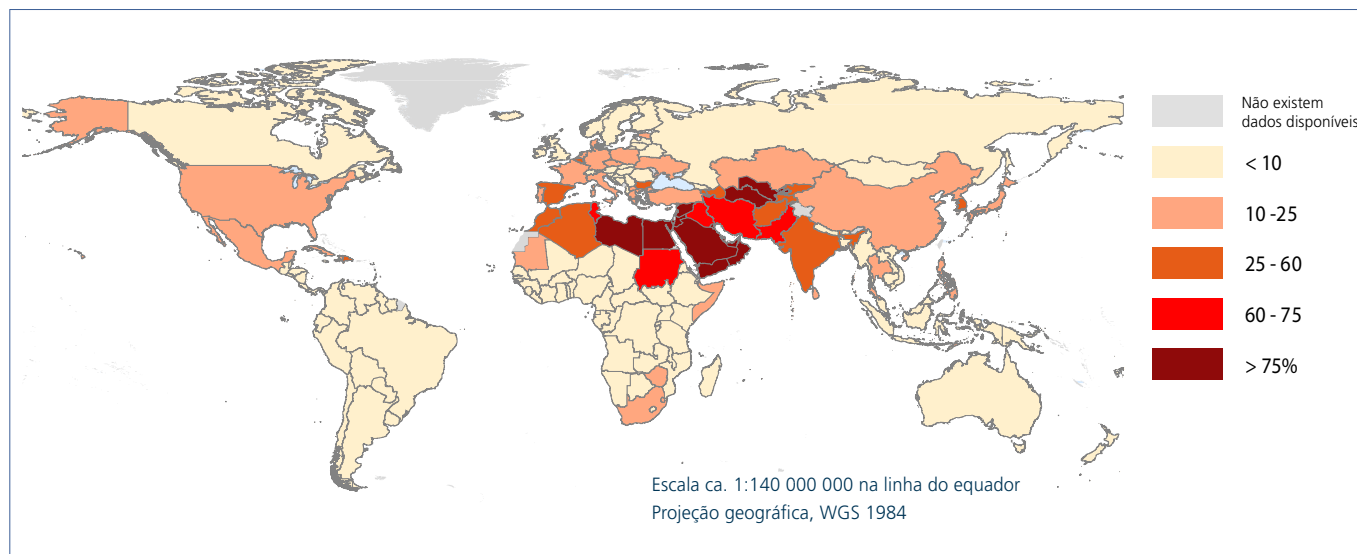 Não existem
dados disponíveis
< 10
10 -25
25 - 60
60 - 75
> 75%
Escala ca. 1:140 000 000 na linha do equador
Projeção geográfica, WGS 1984